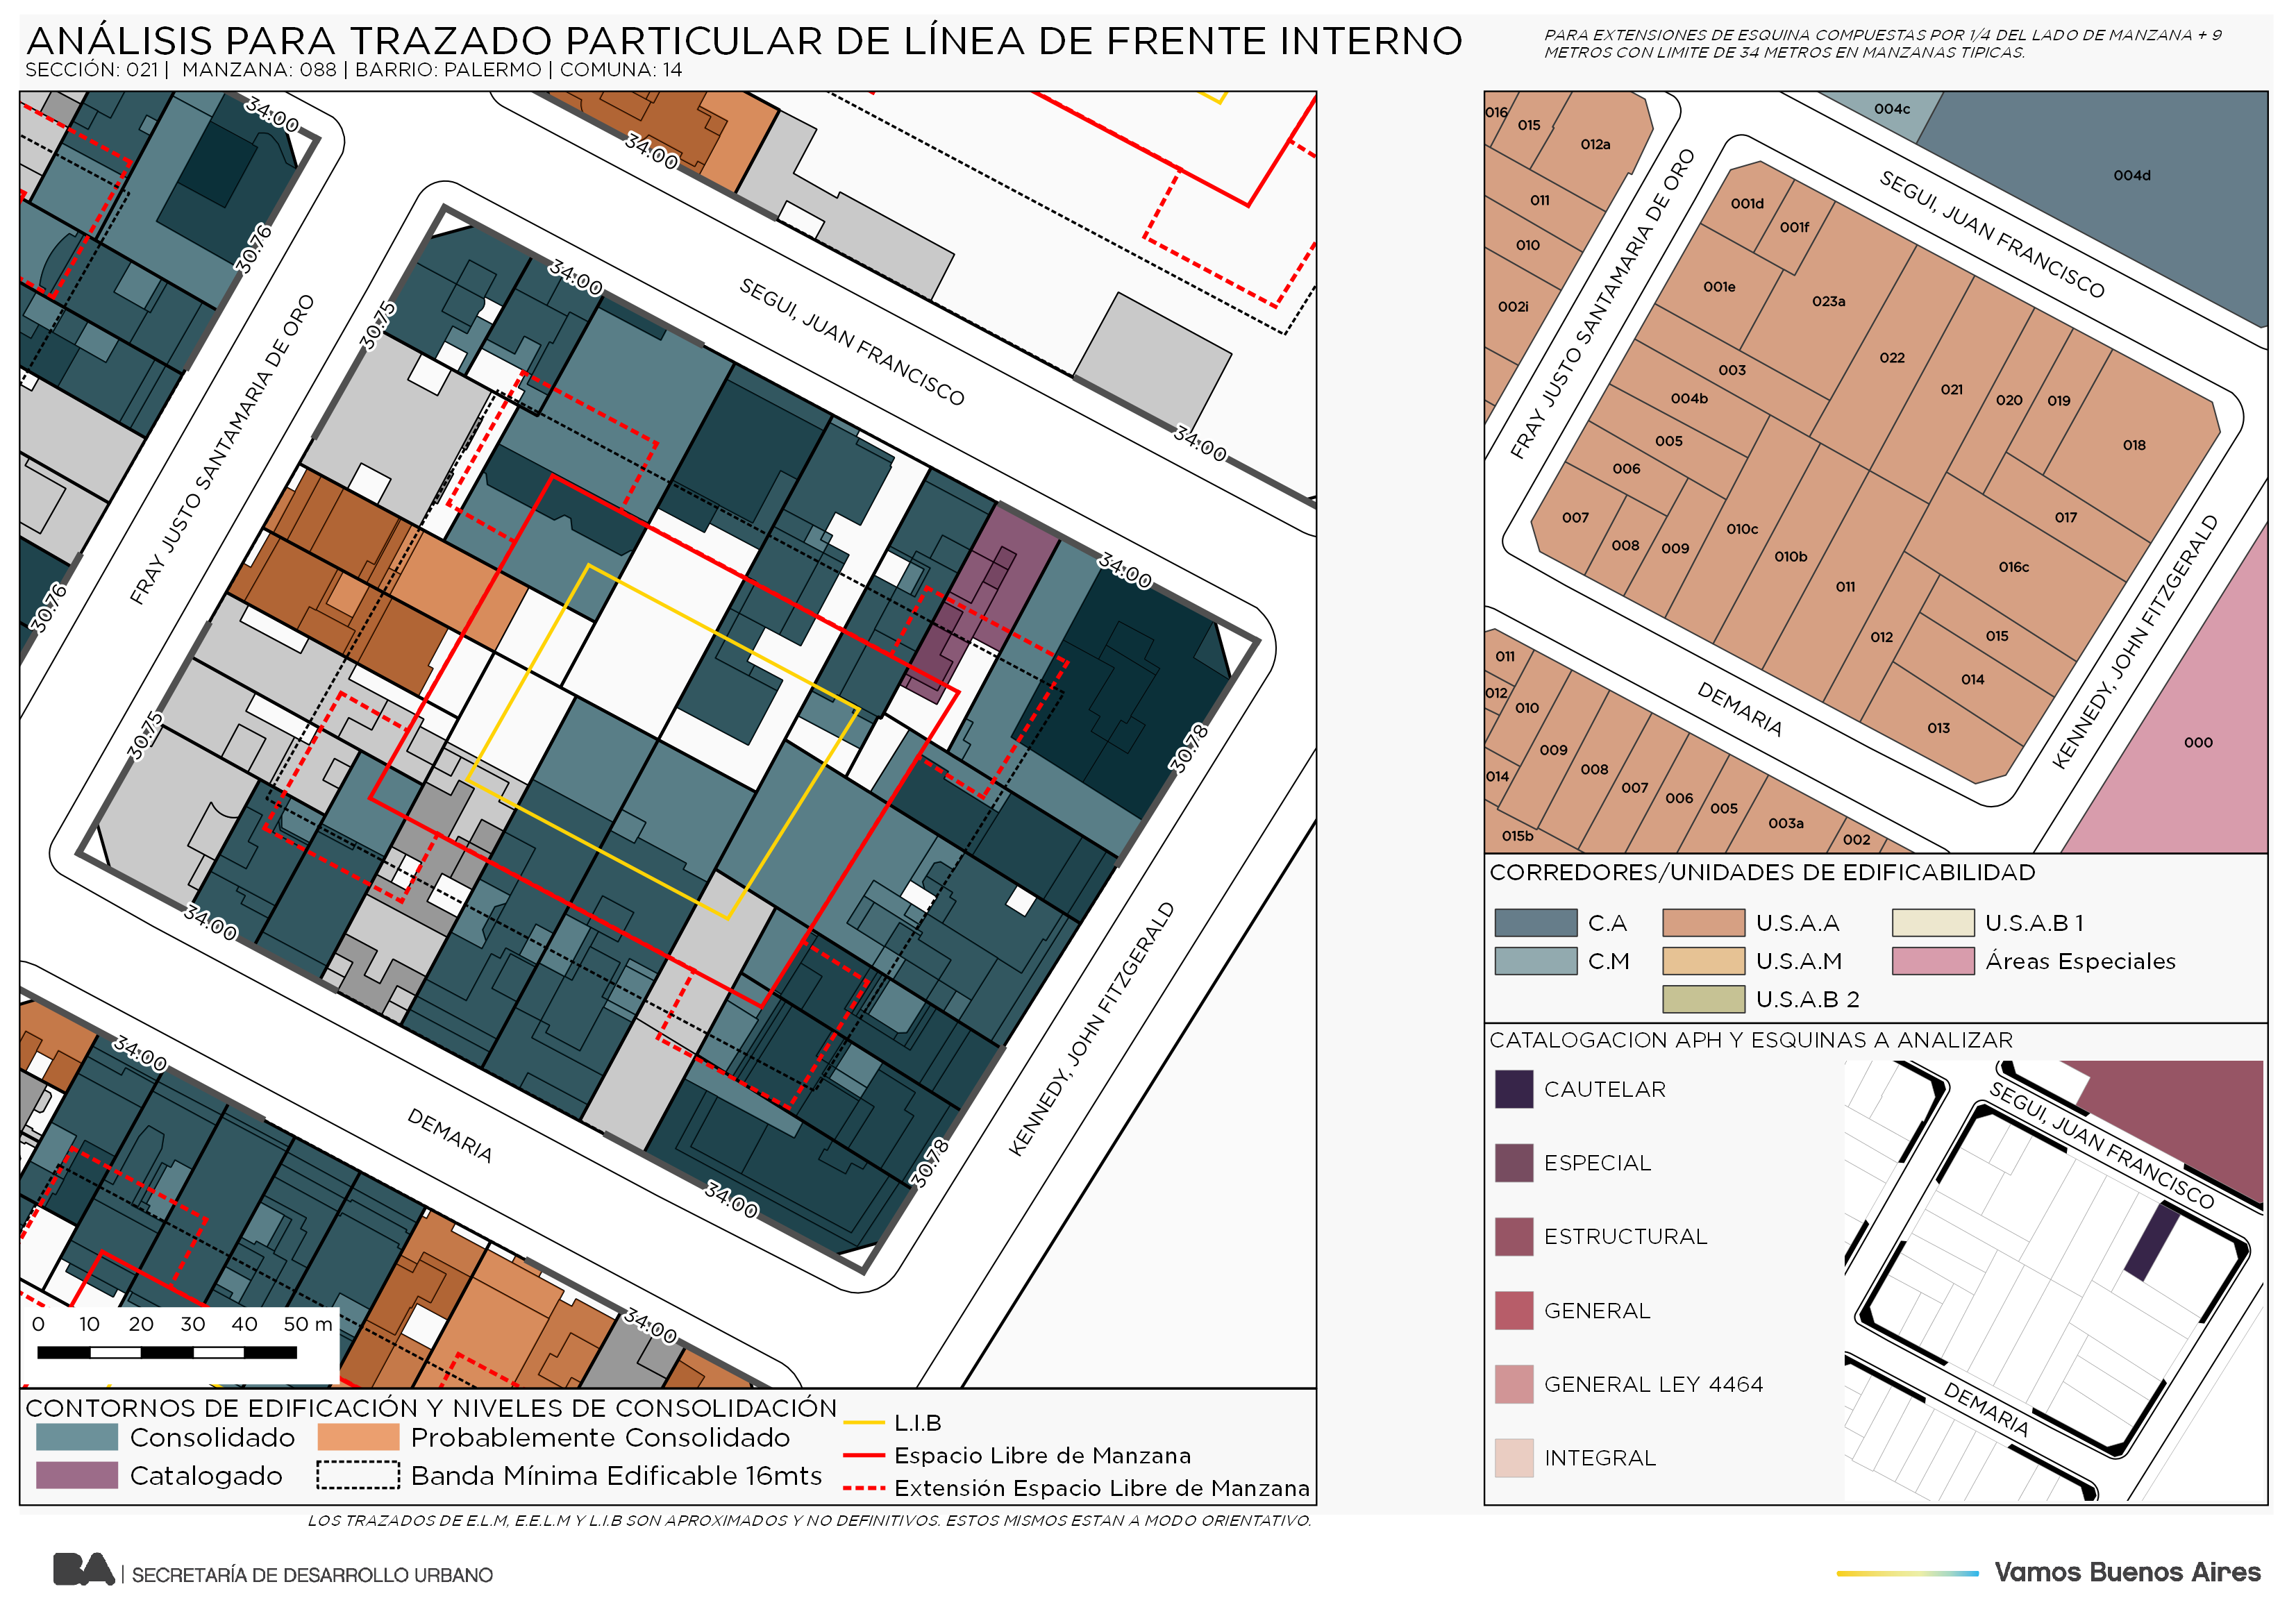 ANÁLISIS PARA TRAZADO PARTICULAR DE LÍNEA DE FRENTE INTERNO
SECCIÓN: 021 | MANZANA: 088 | BARRIO: PALERMO | COMUNA: 14
PARA EXTENSIONES DE ESQUINA COMPUESTAS POR 1/4 DEL LADO DE MANZANA + 9
METROS CON LIMITE DE 34 METROS EN MANZANAS TIPICAS.
34.00
34.00
30.76
34.00
30.75
SEGUI, JUAN FRANCISCO
FRAY JUSTO SANTAMARIA DE ORO
34.00
34.00
30.76
30.75
30.78
34.00
34.00
DEMARIA
KENNEDY, JOHN FITZGERALD
30.78
34.00
34.00
0 10 20 30 40 50 m
CONTORNOS DE EDIFICACIÓN Y NIVELES DE CONSOLIDACIÓN
Consolidado
Probablemente Consolidado
Catalogado
Banda Mínima Edificable 16mts
L.I.B
Espacio Libre de Manzana
Extensión Espacio Libre de Manzana
LOS TRAZADOS DE E.L.M, E.E.L.M Y L.I.B SON APROXIMADOS Y NO DEFINITIVOS. ESTOS MISMOS ESTAN A MODO ORIENTATIVO.
016
015
012a
011
010
002i
004c
004d
SEGUI, JUAN FRANCISCO
FRAY JUSTO SANTAMARIA DE ORO
001d
001f
001e
023a
003
022
004b
021
020
019
018
005
006
007
008
009
010c
010b
011
017
016c
012
015
014
013
DEMARIA
KENNEDY, JOHN FITZGERALD
000
011
012
010
009
014
008
007
006
005
003a
002
015b
CORREDORES/UNIDADES DE EDIFICABILIDAD
C.A
U.S.A.A
U.S.A.B 1
C.M
U.S.A.M
Áreas Especiales
U.S.A.B 2
CATALOGACION APH Y ESQUINAS A ANALIZAR
CAUTELAR
ESPECIAL
ESTRUCTURAL
GENERAL
GENERAL LEY 4464
INTEGRAL
SEGUI, JUAN FRANCISCO
DEMARIA
BA | SECRETARÍA DE DESARROLLO URBANO
Vamos Buenos Aires